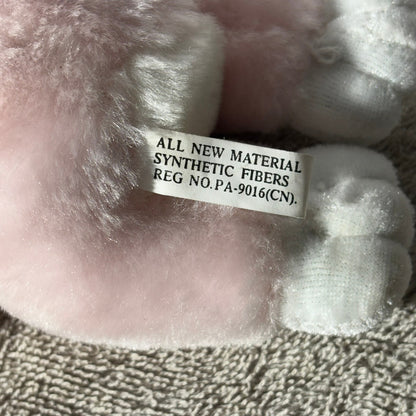 ALL NEW MATERIAL
SYNTHETIC FIBERS
REG NO.PA-9016(CN).